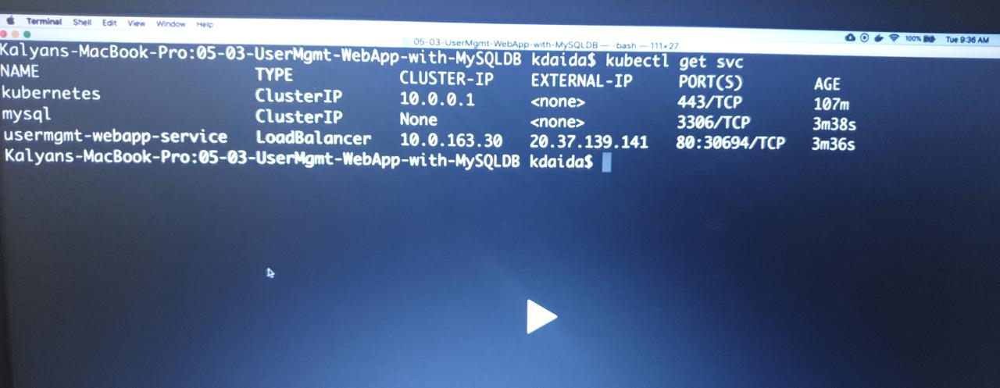 Terminal Shell Edit View Window Help 100% Tue 9:36 AM
05-03-UserMgmt-WebApp-with-MySQLDB — -bash — 111×27
Kalyans-MacBook-Pro:05-03-UserMgmt-WebApp-with-MySQLDB kdaida$ kubectl get svc
NAME TYPE CLUSTER-IP EXTERNAL-IP PORT(S) AGE
kubernetes ClusterIP 10.0.0.1 <none> 443/TCP 107m
mysql ClusterIP None <none> 3306/TCP 3m38s
usermgmt-webapp-service LoadBalancer 10.0.163.30 20.37.139.141 80:30694/TCP 3m36s
Kalyans-MacBook-Pro:05-03-UserMgmt-WebApp-with-MySQLDB kdaida$